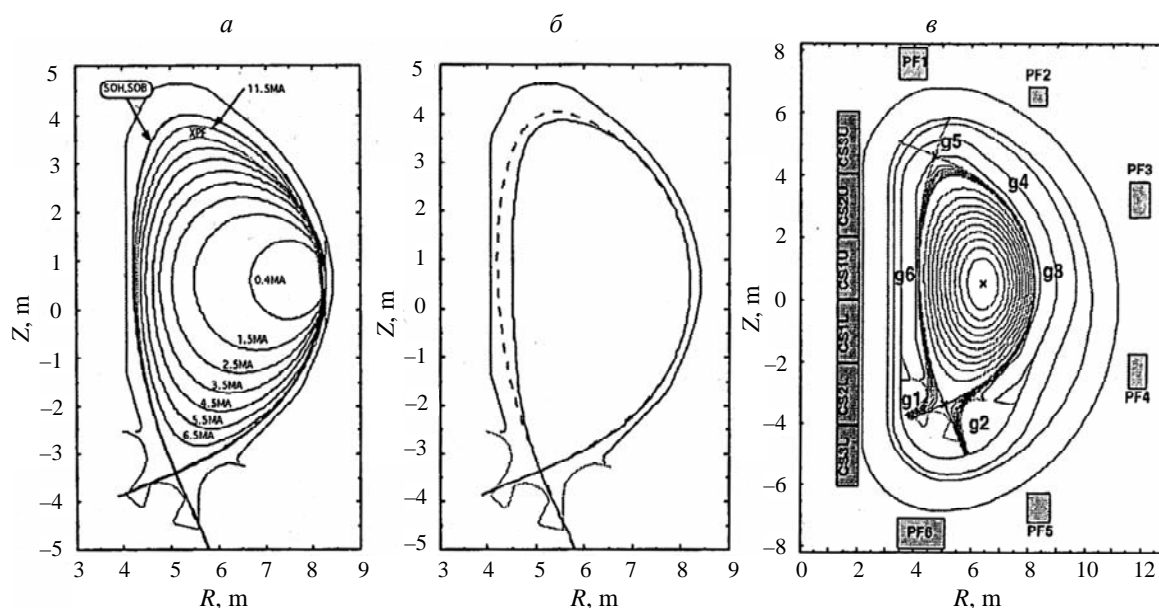 а
5
4
3
2
1
0
–1
–2
–3
–4
–5
Z, m
SOH,SOB
11.5MA
XPF
0.4MA
1.5MA
2.5MA
3.5MA
4.5MA
5.5MA
6.5MA
3 4 5 6 7 8 9
R, m
б
5
4
3
2
1
0
–1
–2
–3
–4
–5
Z, m
3 4 5 6 7 8 9
R, m
в
8
6
4
2
0
–2
–4
–6
–8
Z, m
PF1
PF2
PF3
PF4
PF5
PF6
CS3U
CS2U
CS1U
CS1L
CS2L
CS3L
g5
g4
g6
g3
g1
g2
0 2 4 6 8 10 12
R, m